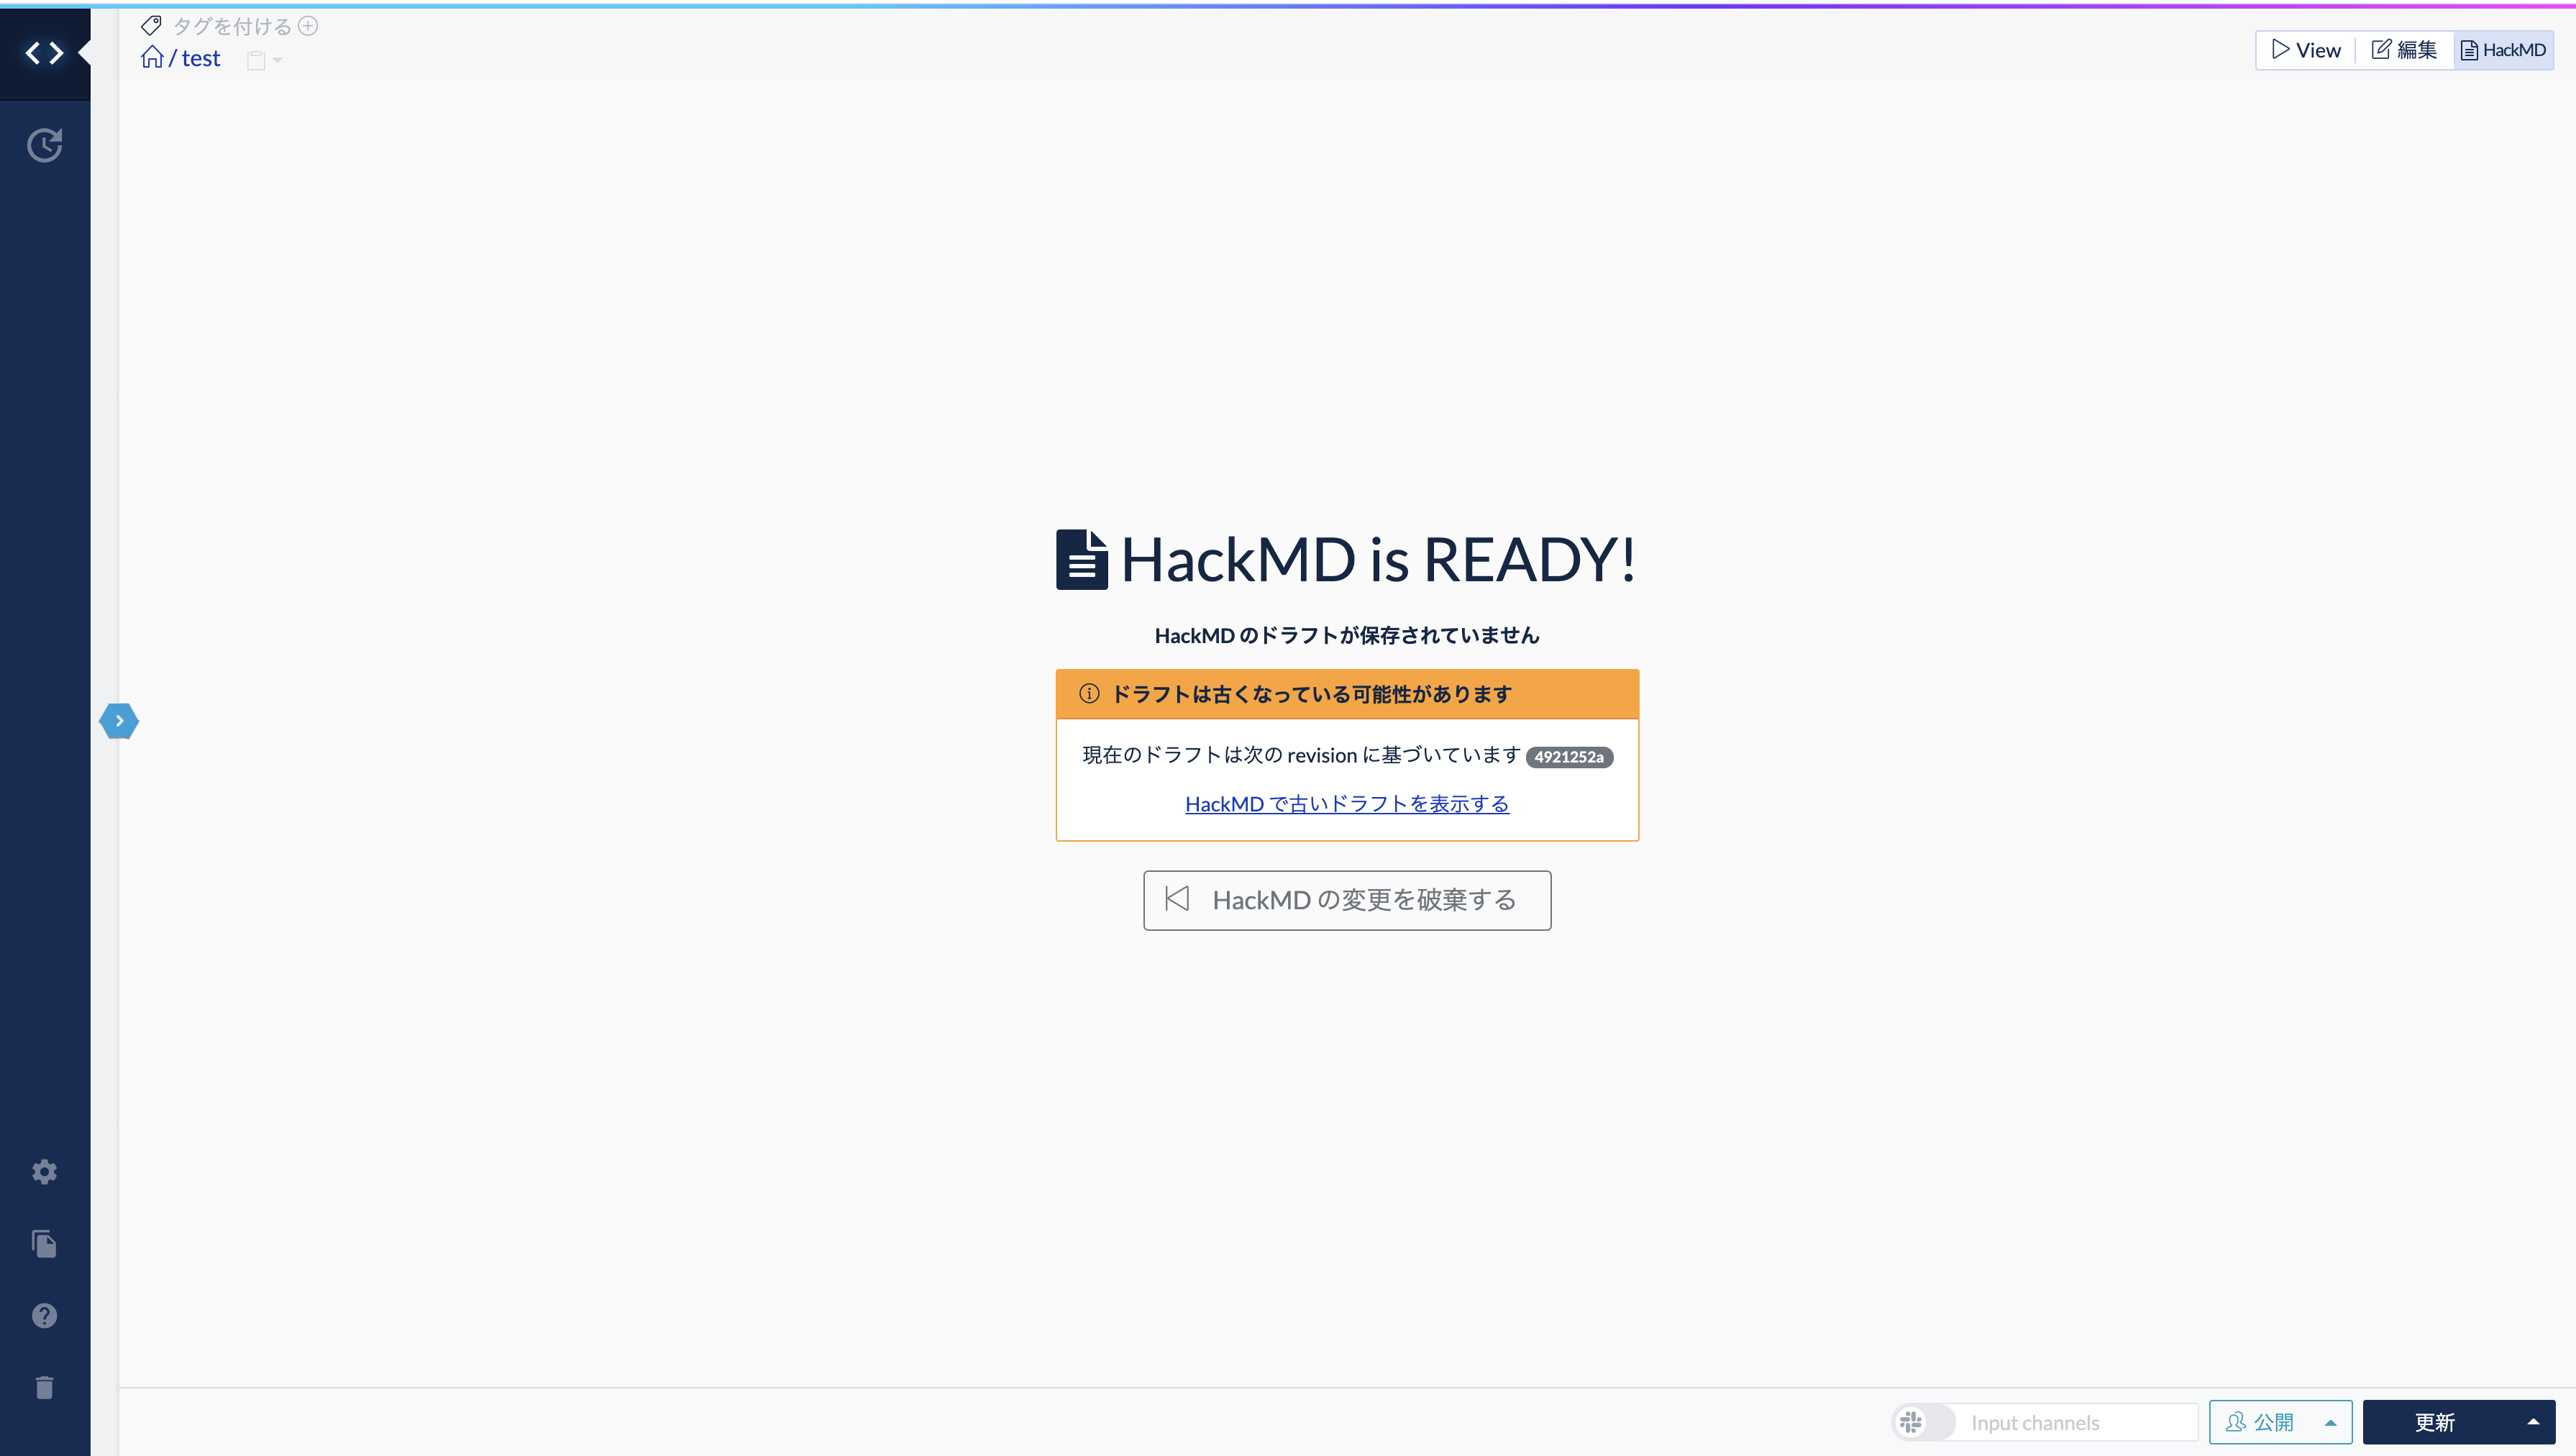 タグを付ける
/ test
View
編集
HackMD
HackMD is READY!
HackMD のドラフトが保存されていません
ドラフトは古くなっている可能性があります
現在のドラフトは次の revision に基づいています 4921252a
HackMD で古いドラフトを表示する
HackMD の変更を破棄する
Input channels
公開
更新